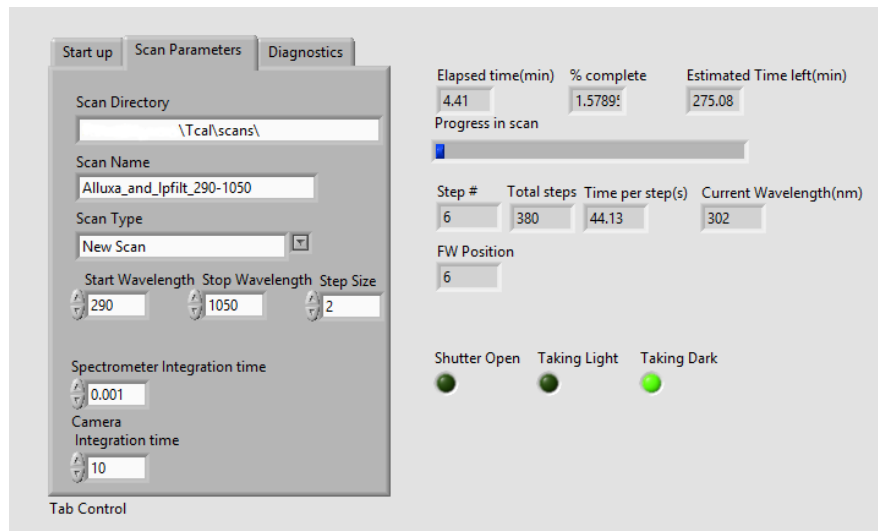 Start up
Scan Parameters
Diagnostics
Scan Directory
\Tcal\scans\
Scan Name
Alluxa_and_lpfilt_290-1050
Scan Type
New Scan
Start Wavelength Stop Wavelength Step Size
290 1050 2
Spectrometer Integration time
0.001
Camera
Integration time
10
Tab Control
Elapsed time(min) % complete Estimated Time left(min)
4.41 1.5789 275.08
Progress in scan
Step # Total steps Time per step(s) Current Wavelength(nm)
6 380 44.13 302
FW Position
6
Shutter Open Taking Light Taking Dark